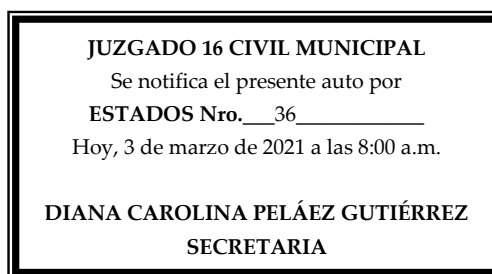 JUZGADO 16 CIVIL MUNICIPAL
Se notifica el presente auto por
ESTADOS Nro.___36____________
Hoy, 3 de marzo de 2021 a las 8:00 a.m.
DIANA CAROLINA PELÁEZ GUTIÉRREZ
SECRETARIA